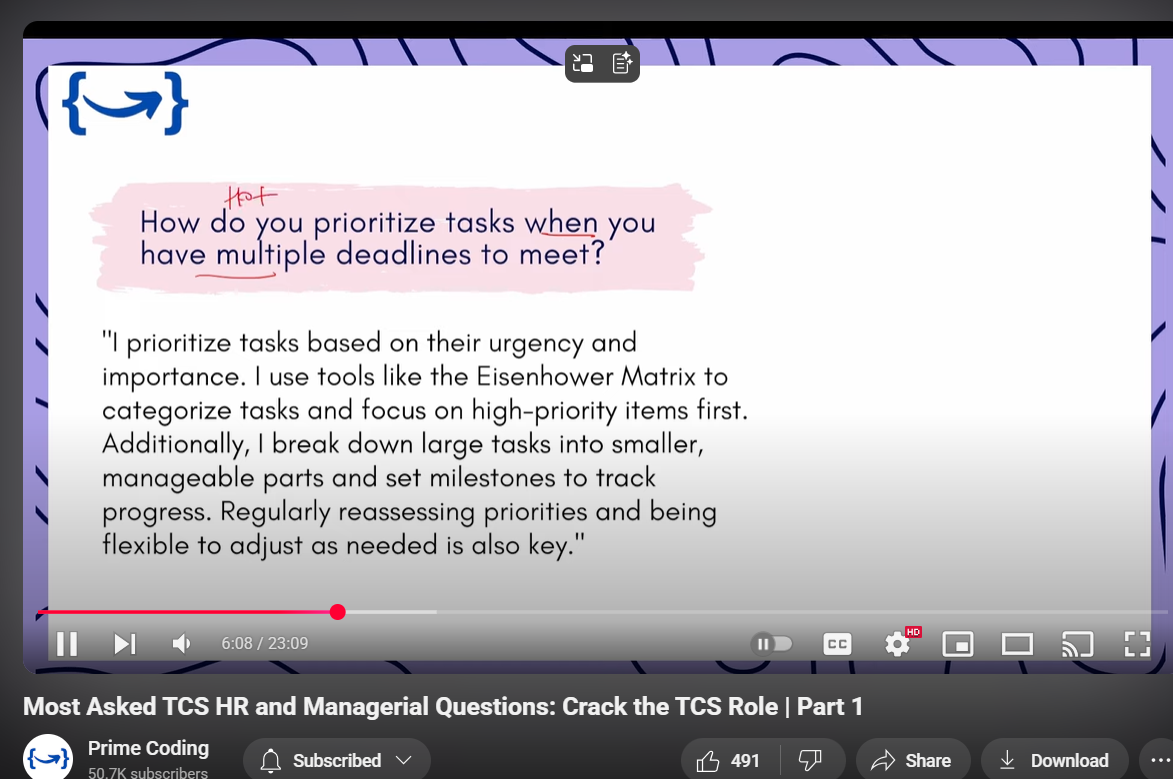 { }
Hot
How do you prioritize tasks when you
have multiple deadlines to meet?
"I prioritize tasks based on their urgency and
importance. I use tools like the Eisenhower Matrix to
categorize tasks and focus on high-priority items first.
Additionally, I break down large tasks into smaller,
manageable parts and set milestones to track
progress. Regularly reassessing priorities and being
flexible to adjust as needed is also key."
6:08 / 23:09
CC
HD
Most Asked TCS HR and Managerial Questions: Crack the TCS Role | Part 1
Prime Coding
50.7K subscribers
Subscribed
491
Share
Download